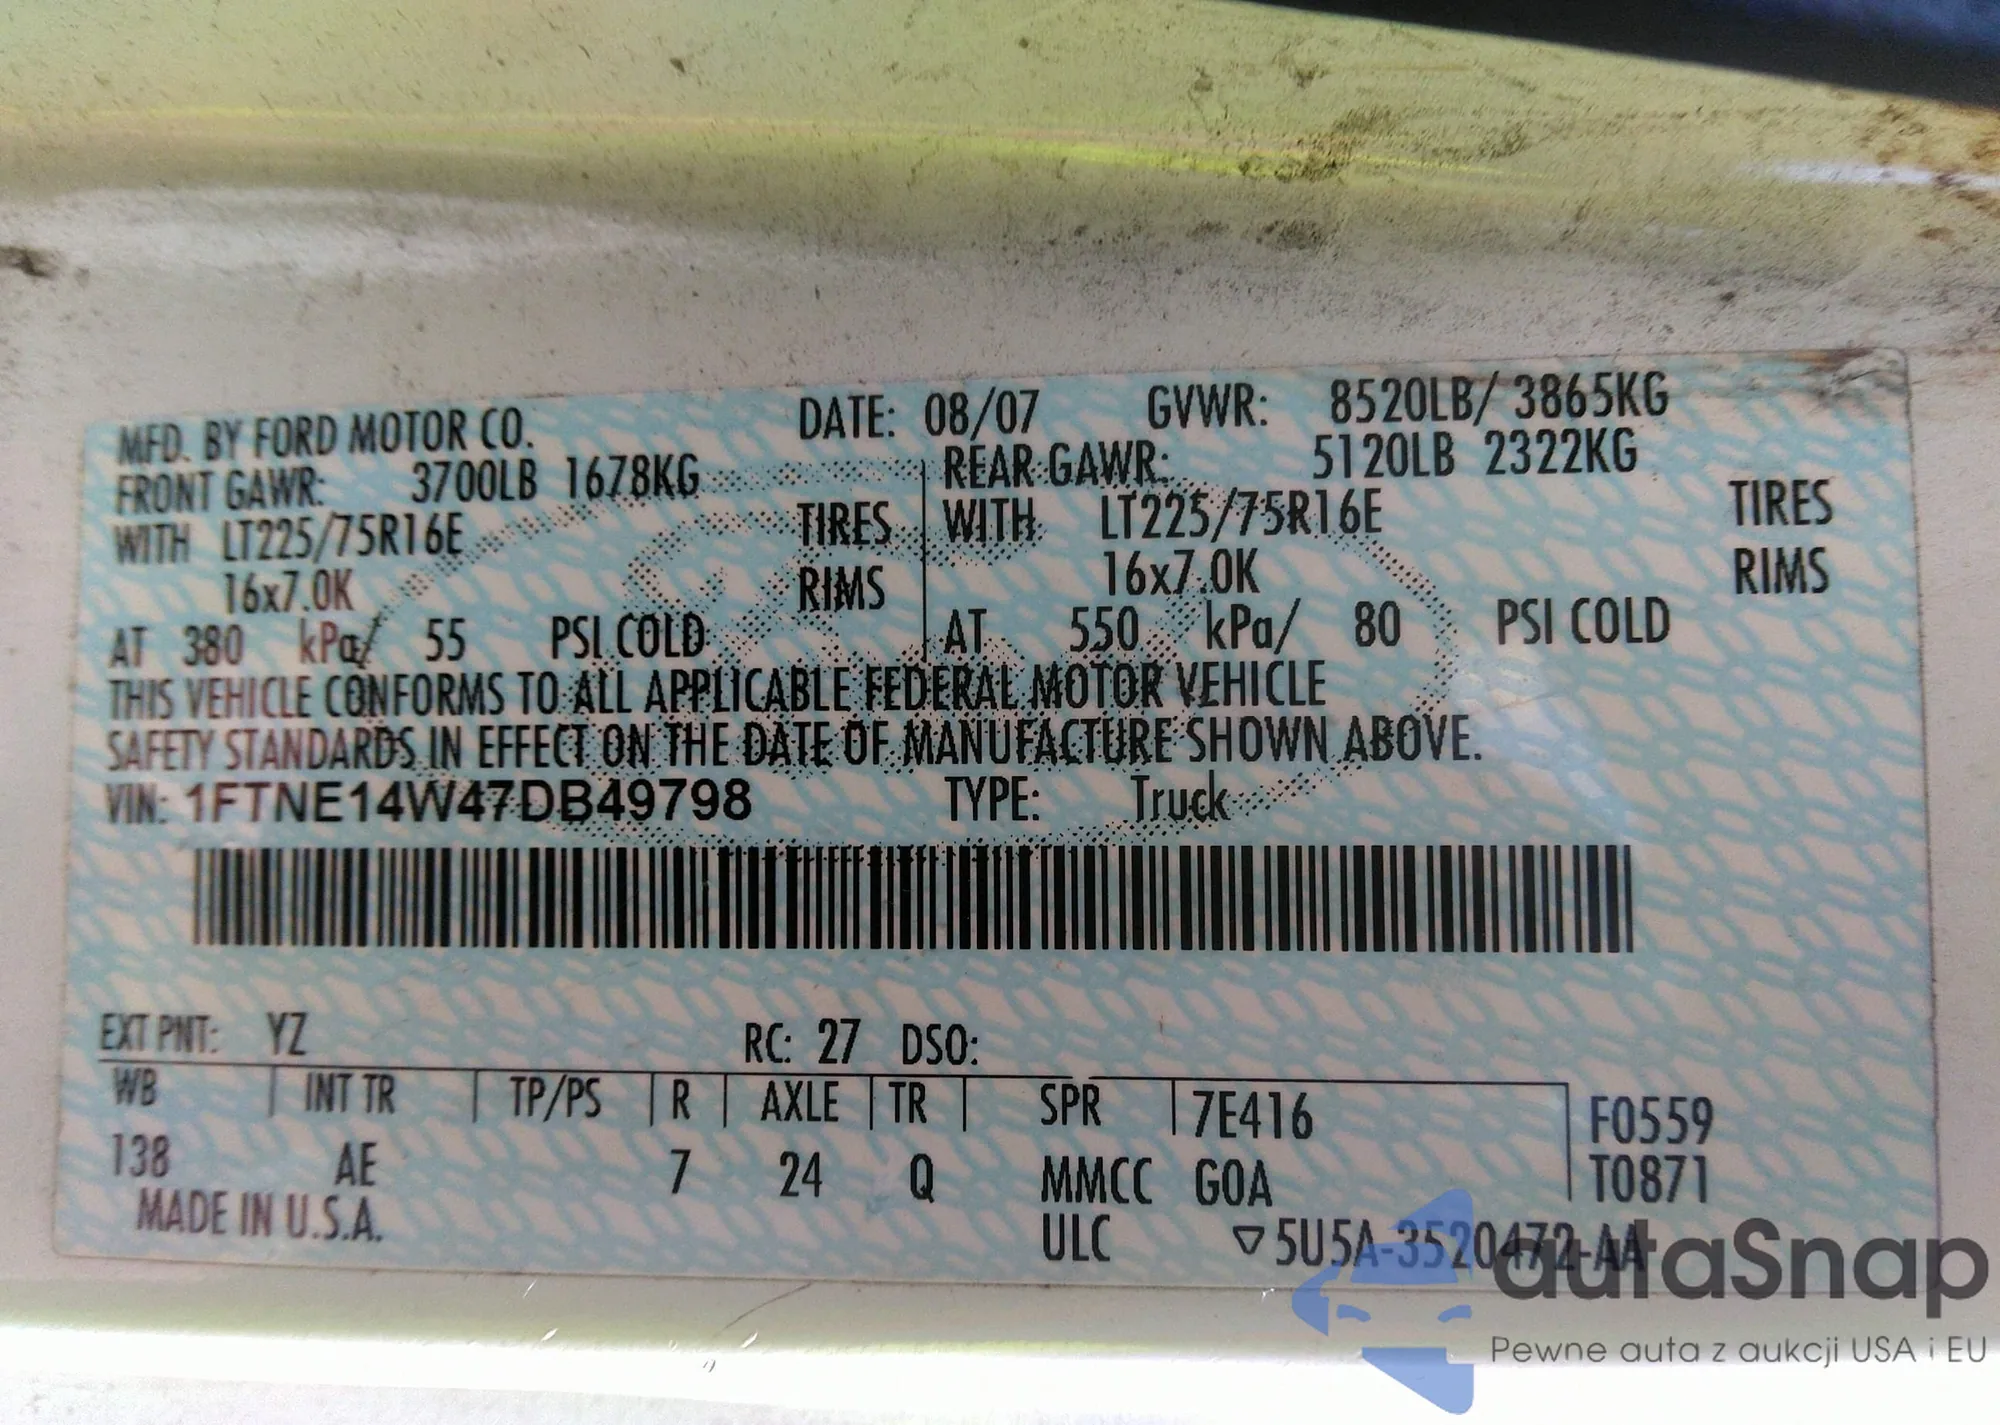 MFD. BY FORD MOTOR CO. DATE: 08/07 GVWR: 8520LB/ 3865KG
FRONT GAWR: 3700LB 1678KG REAR GAWR: 5120LB 2322KG
WITH LT225/75R16E TIRES WITH LT225/75R16E TIRES
16x7.0K RIMS 16x7.0K RIMS
AT 380 kPa/ 55 PSI COLD AT 550 kPa/ 80 PSI COLD
THIS VEHICLE CONFORMS TO ALL APPLICABLE FEDERAL MOTOR VEHICLE
SAFETY STANDARDS IN EFFECT ON THE DATE OF MANUFACTURE SHOWN ABOVE.
VIN: 1FTNE14W47DB49798 TYPE: Truck
EXT PNT: YZ RC: 27 DSO:
WB INT TR TP/PS R AXLE TR SPR 7E416 F0559
138 AE 7 24 Q MMCC GOA T0871
MADE IN U.S.A. ULC ▽5U5A-3520472-AA
autaSnap
Pewne auta z aukcji USA i EU